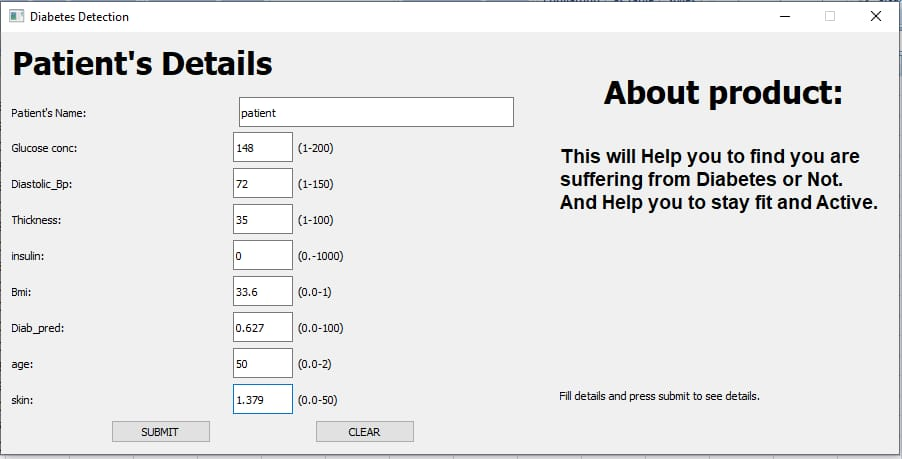 Diabetes Detection
Patient's Details
About product:
Patient's Name: patient
Glucose conc: 148 (1-200)
This will Help you to find you are
suffering from Diabetes or Not.
And Help you to stay fit and Active.
Diastolic_Bp: 72 (1-150)
Thickness: 35 (1-100)
insulin: 0 (0.-1000)
Bmi: 33.6 (0.0-1)
Diab_pred: 0.627 (0.0-100)
age: 50 (0.0-2)
skin: 1.379 (0.0-50)
Fill details and press submit to see details.
SUBMIT CLEAR